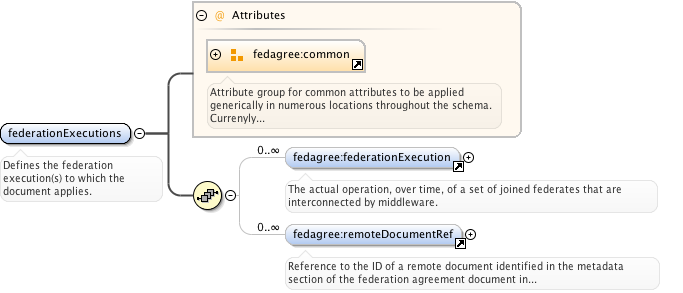 @ Attributes
fedagree:common
Attribute group for common attributes to be applied
generically in numerous locations throughout the schema.
Currenyly...
federationExecutions
Defines the federation
execution(s) to which the
document applies.
0..∞
fedagree:federationExecution
The actual operation, over time, of a set of joined federates that are
interconnected by middleware.
0..∞
fedagree:remoteDocumentRef
Reference to the ID of a remote document identified in the metadata
section of the federation agreement document in...